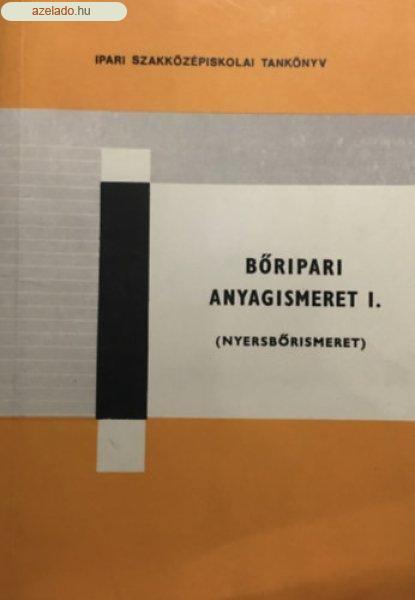 azelado.hu
IPARI SZAKKÖZÉPISKOLAI TANKÖNYV
BŐRIPARI
ANYAGISMERET I.
(NYERSBŐRISMERET)